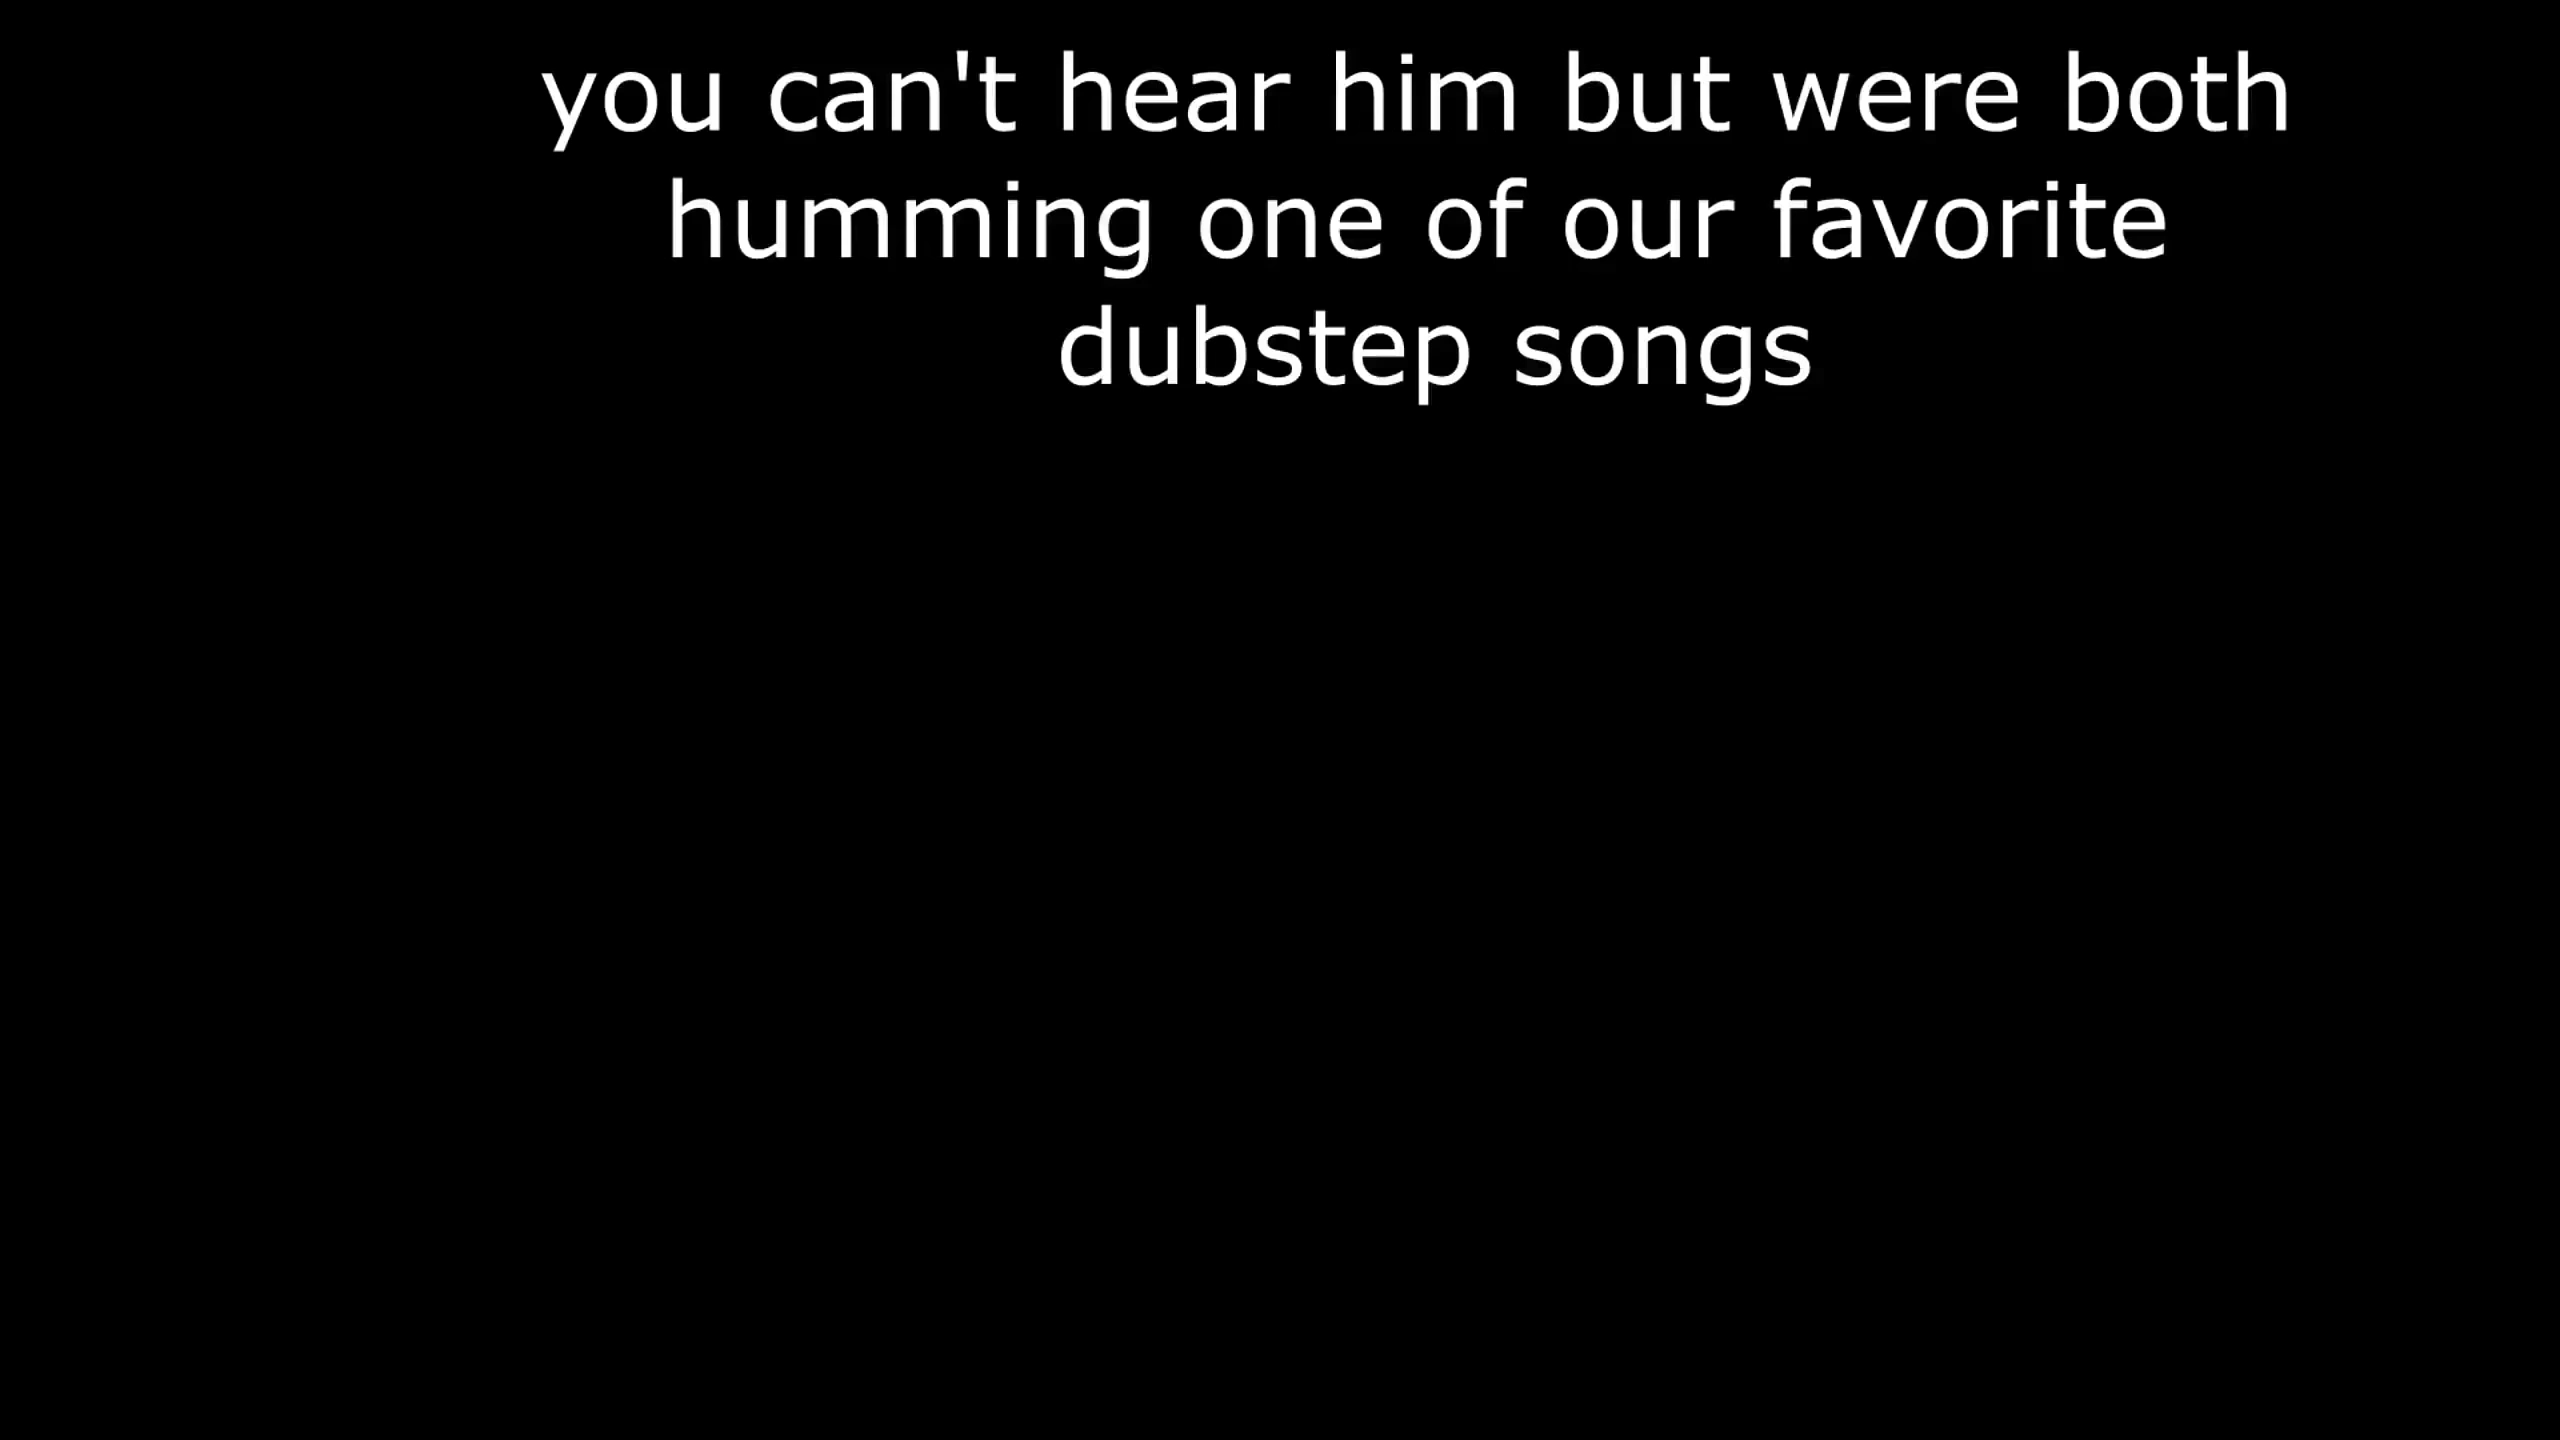 you can't hear him but were both
humming one of our favorite
dubstep songs